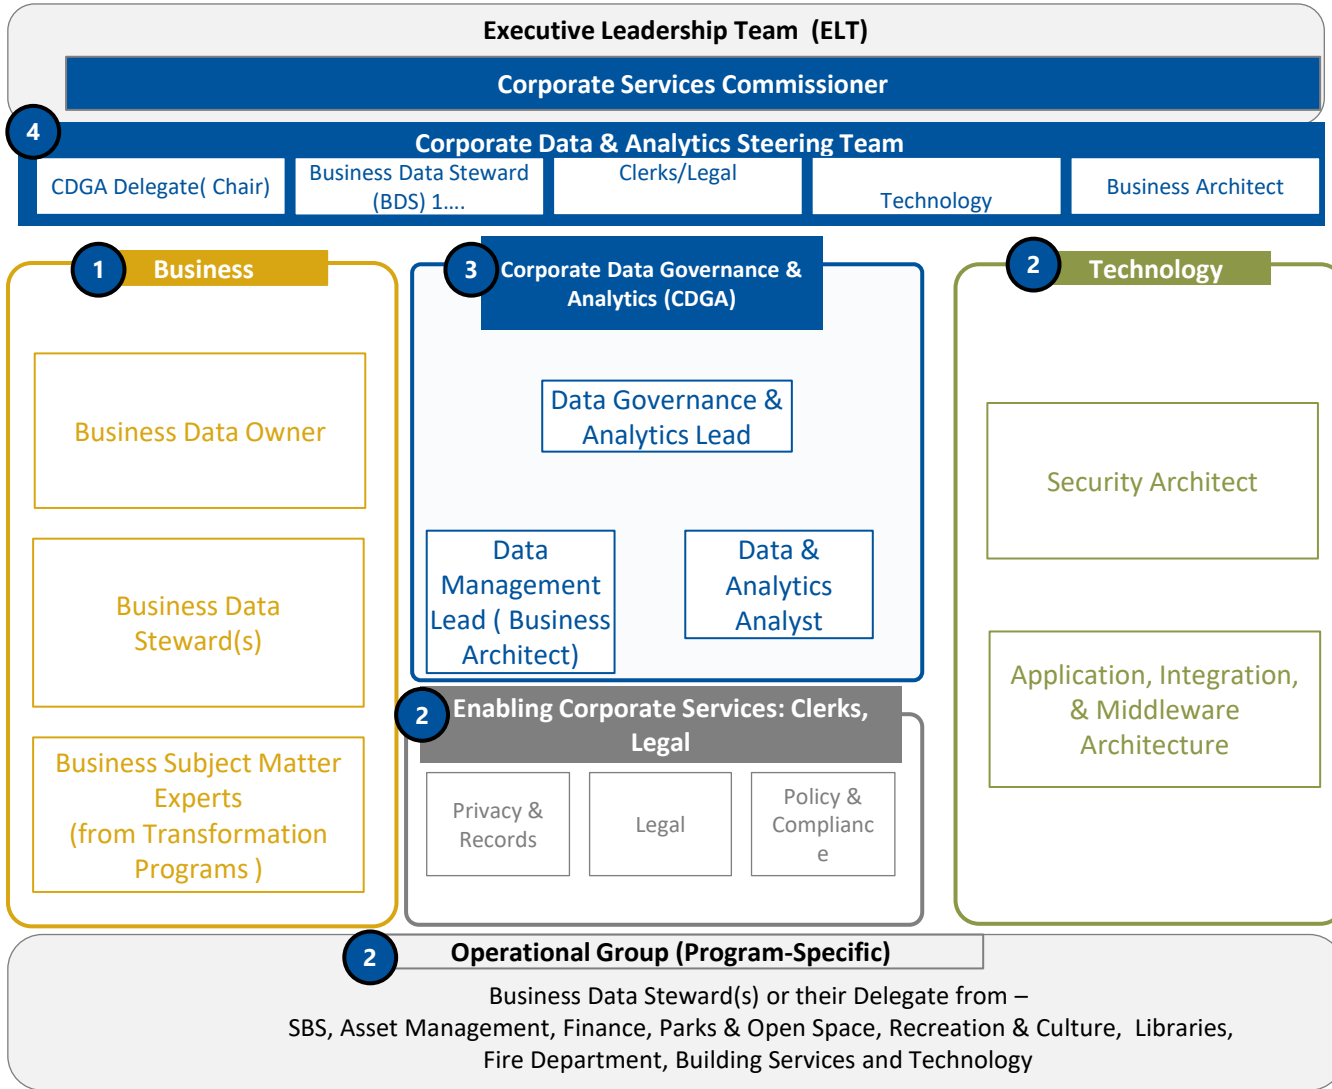 Executive Leadership Team  (ELT)
Corporate Services Commissioner
4
Corporate Data & Analytics Steering Team
CDGA Delegate( Chair)
Business Data Steward
(BDS) 1....
Clerks/Legal
Technology
Business Architect
1
Business
Business Data Owner
Business Data
Steward(s)
Business Subject Matter
Experts
(from Transformation
Programs )
3
Corporate Data Governance &
Analytics (CDGA)
Data Governance &
Analytics Lead
Data
Management
Lead ( Business
Architect)
Data &
Analytics
Analyst
2
Enabling Corporate Services: Clerks,
Legal
Privacy &
Records
Legal
Policy &
Complianc
e
2
Technology
Security Architect
Application, Integration,
& Middleware
Architecture
2
Operational Group (Program-Specific)
Business Data Steward(s) or their Delegate from –
SBS, Asset Management, Finance, Parks & Open Space, Recreation & Culture,  Libraries,
Fire Department, Building Services and Technology